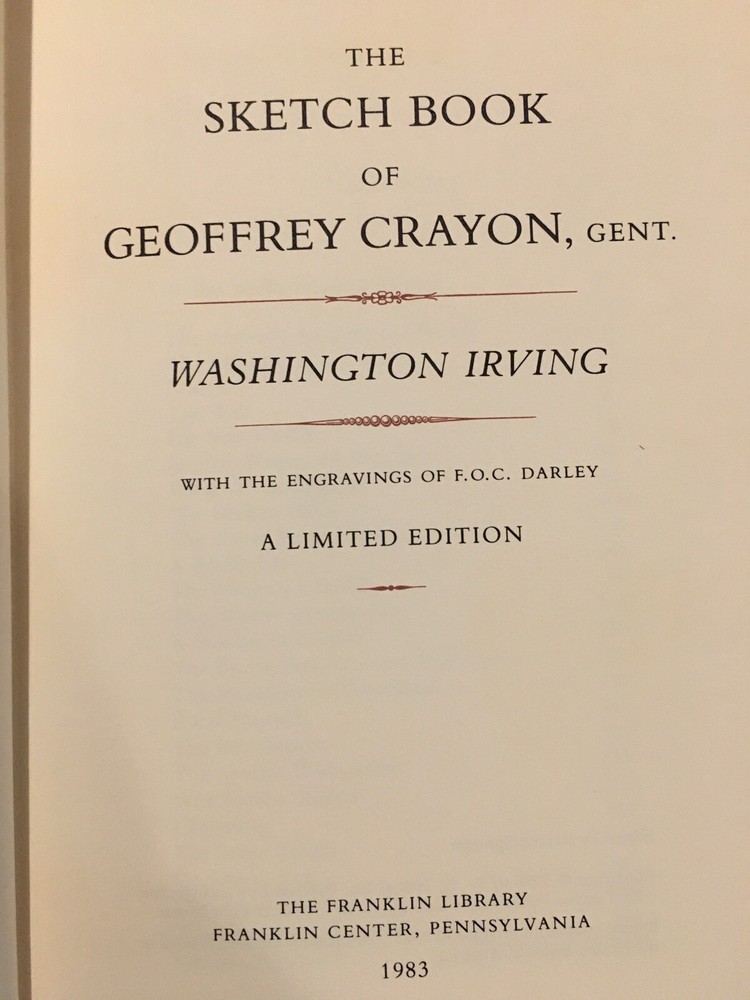 THE
SKETCH BOOK
OF
GEOFFREY CRAYON, GENT.
WASHINGTON IRVING
WITH THE ENGRAVINGS OF F.O.C. DARLEY
A LIMITED EDITION
THE FRANKLIN LIBRARY
FRANKLIN CENTER, PENNSYLVANIA
1983